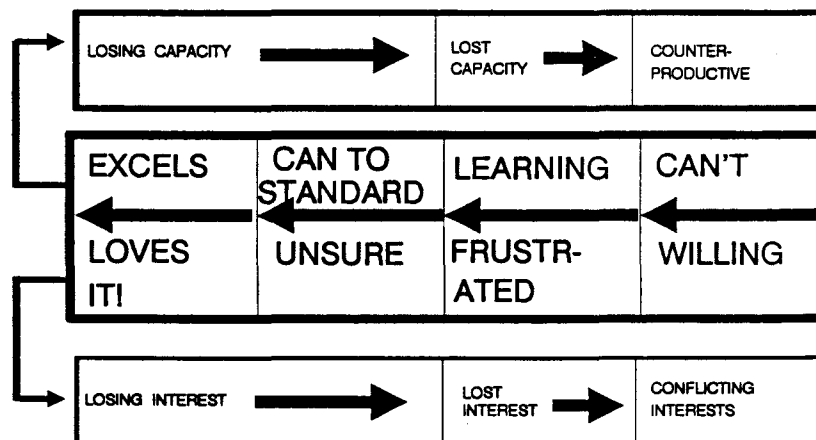 LOSING CAPACITY
LOST
CAPACITY
COUNTER-
PRODUCTIVE
EXCELS
CAN TO
STANDARD
LEARNING
CAN'T
LOVES
IT!
UNSURE
FRUSTR-
ATED
WILLING
LOSING INTEREST
LOST
INTEREST
CONFLICTING
INTERESTS